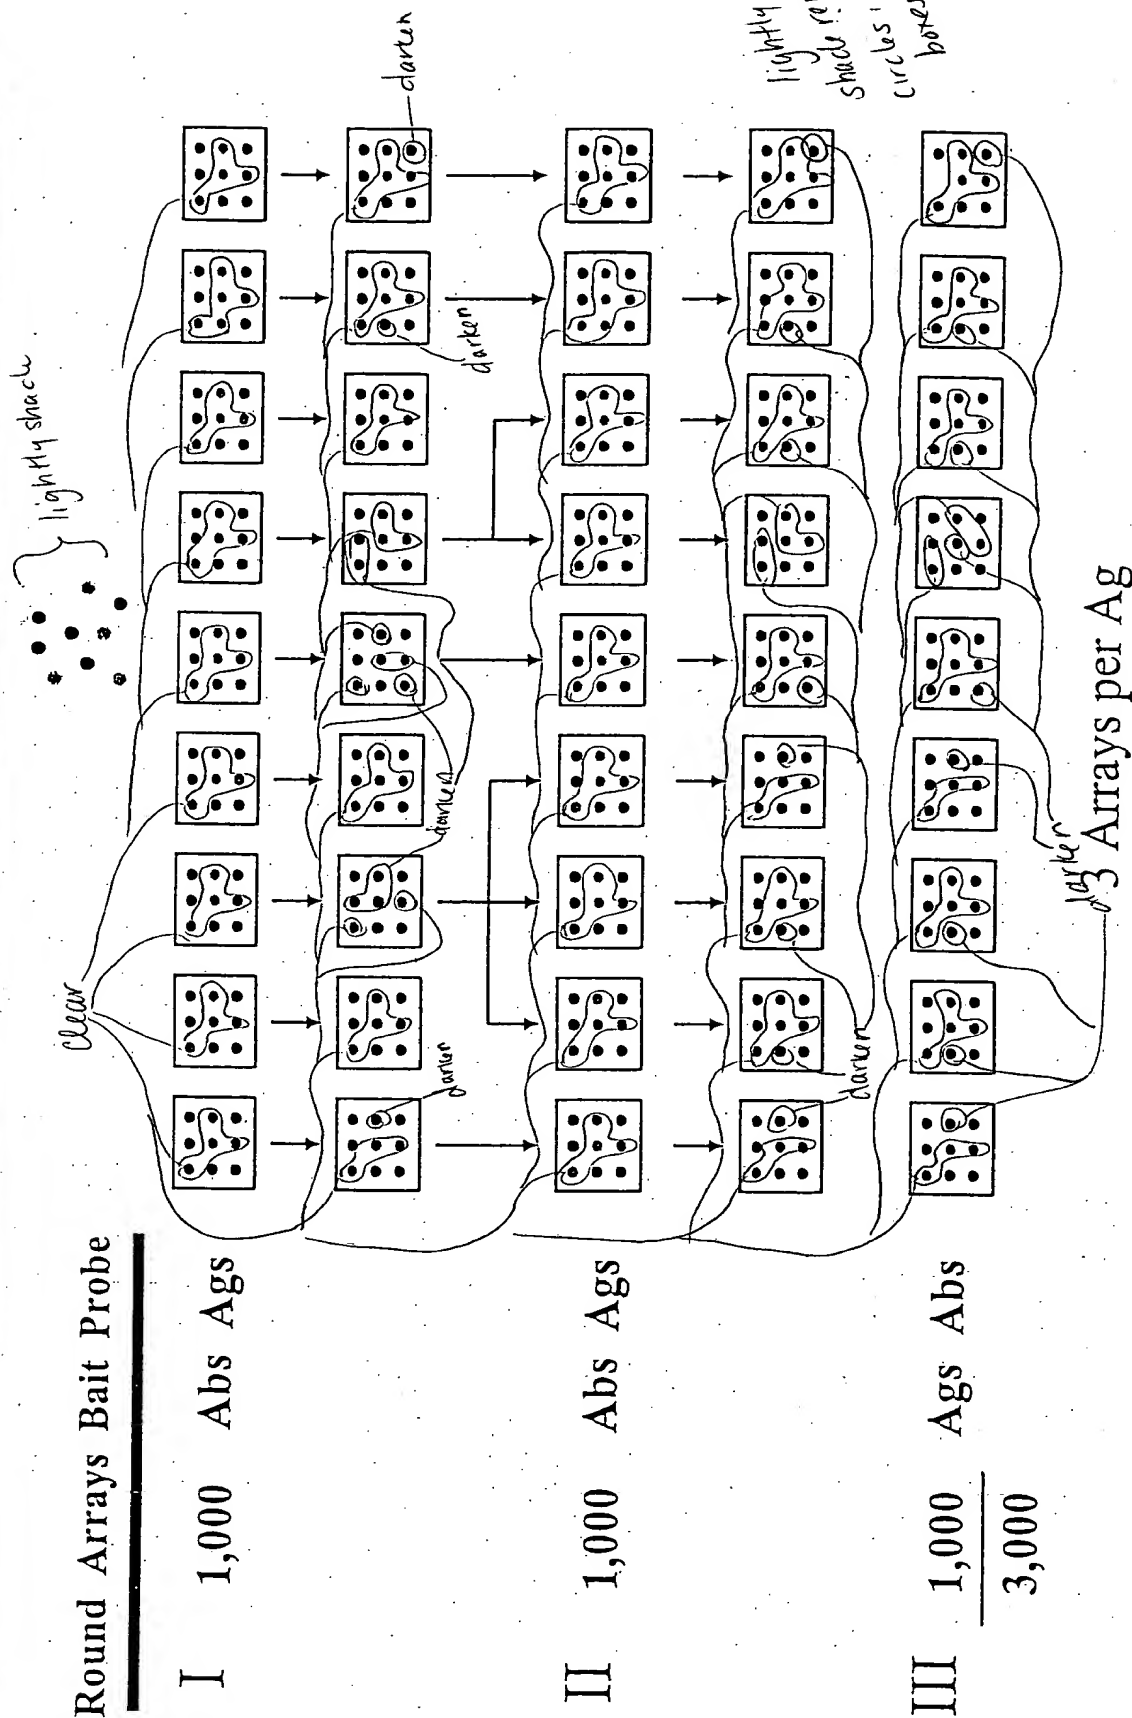 Round Arrays Bait Probe
I 1,000 Abs Ags
II 1,000 Abs Ags
III 1,000 Ags Abs
3,000
3 Arrays per Ag
clear
lightly shade
darken
darken
darken
darken
darken
darken
lightly
shade
circles
boxes